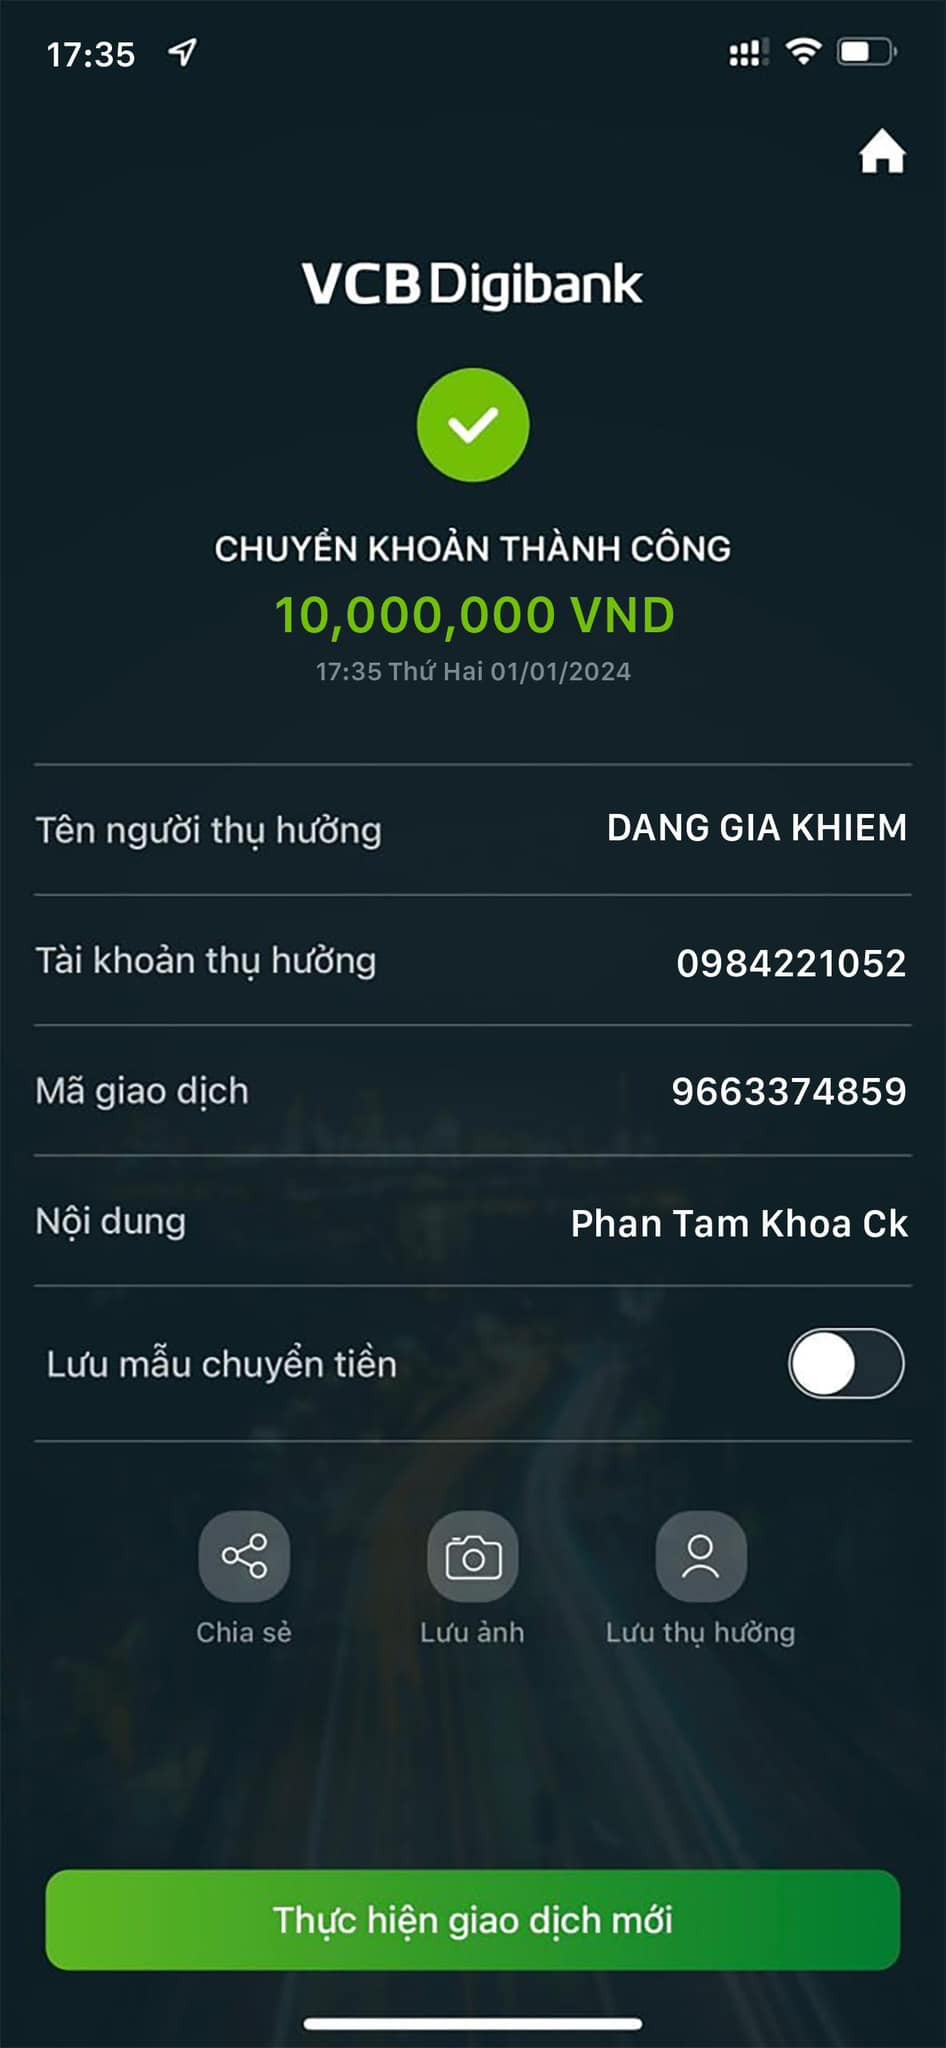 17:35
VCB Digibank
CHUYỂN KHOẢN THÀNH CÔNG
10,000,000 VND
17:35 Thứ Hai 01/01/2024
Tên người thụ hưởng DANG GIA KHIEM
Tài khoản thụ hưởng 0984221052
Mã giao dịch 9663374859
Nội dung Phan Tam Khoa Ck
Lưu mẫu chuyển tiền
Chia sẻ Lưu ảnh Lưu thụ hưởng
Thực hiện giao dịch mới